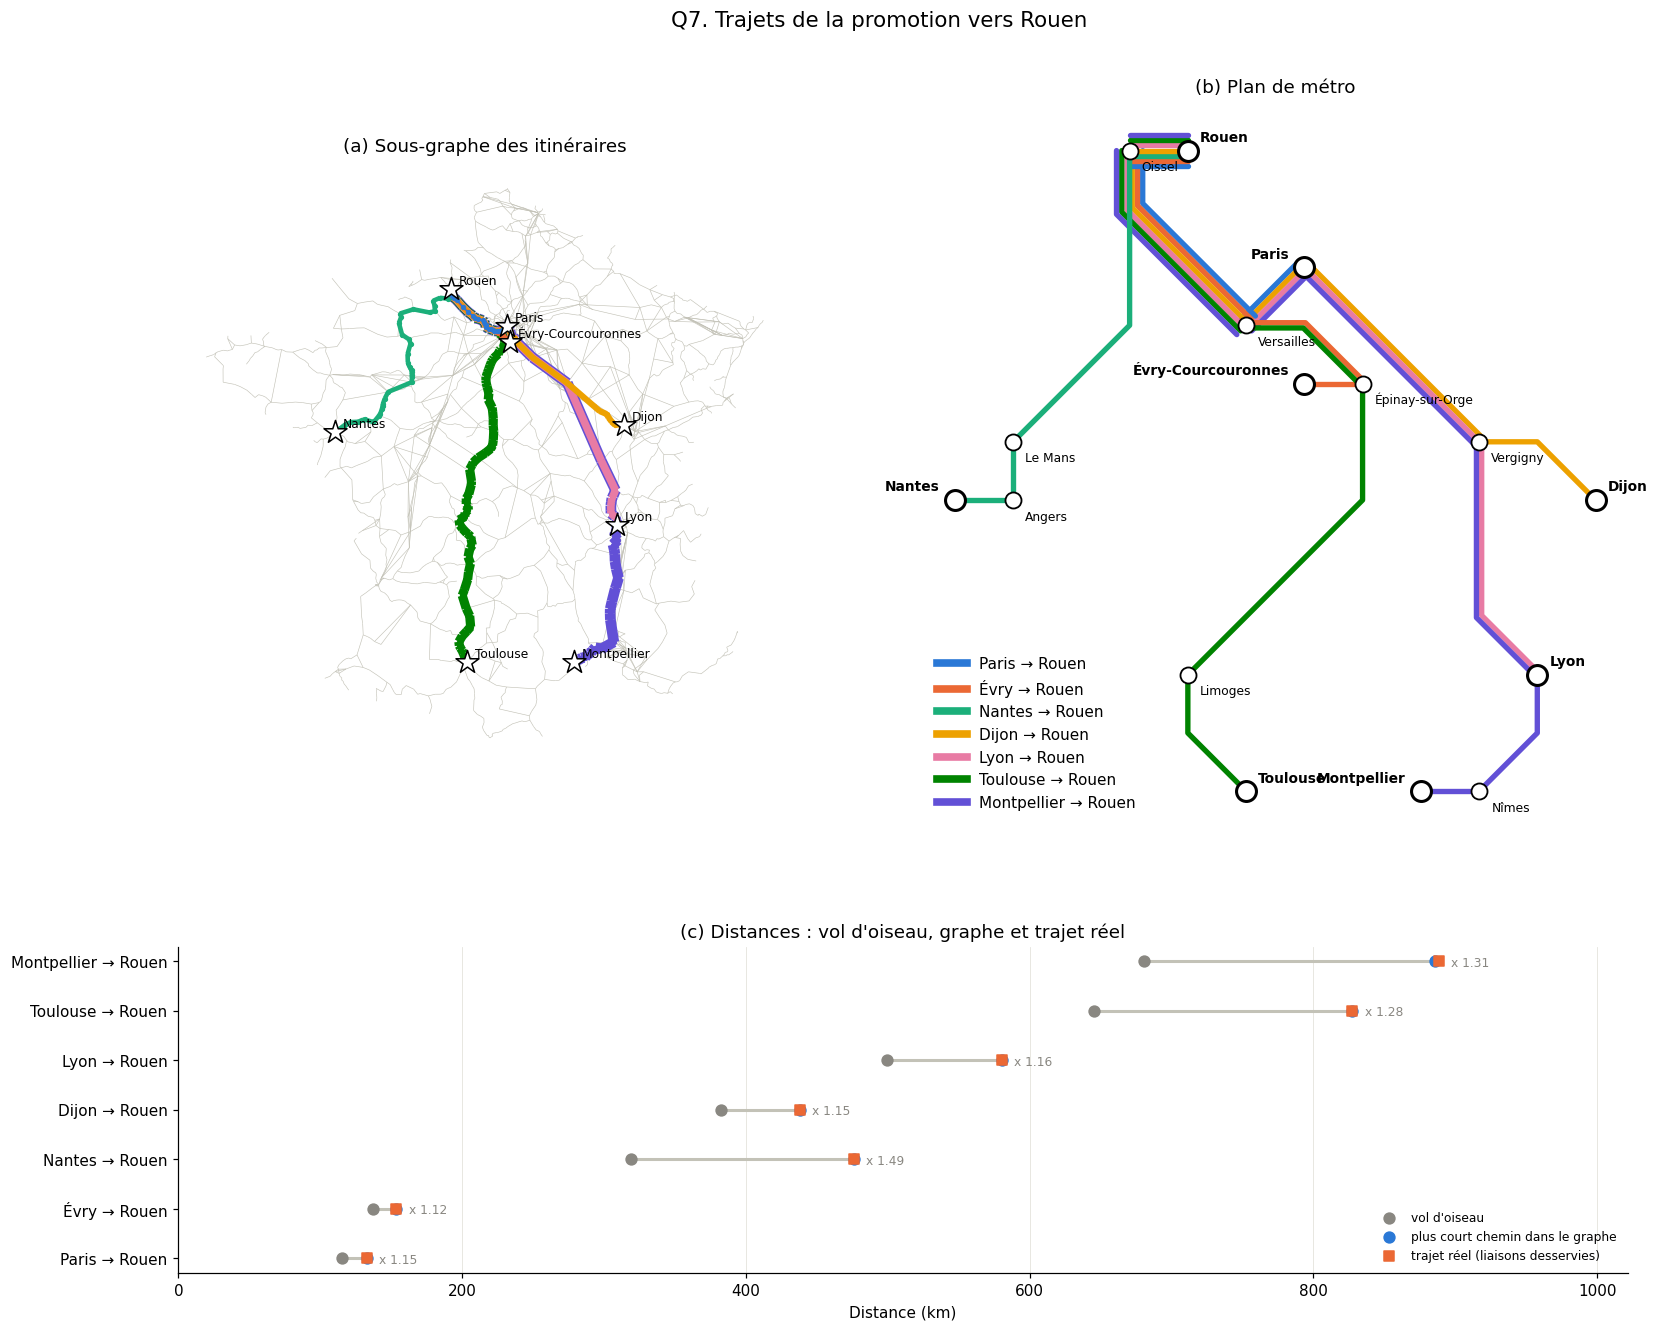 Q7. Trajets de la promotion vers Rouen
(a) Sous-graphe des itinéraires
Rouen
Paris
Évry-Courcouronnes
Nantes
Dijon
Lyon
Toulouse
Montpellier
(b) Plan de métro
Rouen
Oissel
Paris
Versailles
Évry-Courcouronnes
Épinay-sur-Orge
Le Mans
Vergigny
Nantes
Dijon
Angers
Lyon
Limoges
Toulouse
Montpellier
Nîmes
Paris → Rouen
Évry → Rouen
Nantes → Rouen
Dijon → Rouen
Lyon → Rouen
Toulouse → Rouen
Montpellier → Rouen
(c) Distances : vol d'oiseau, graphe et trajet réel
Montpellier → Rouen
x 1.31
Toulouse → Rouen
x 1.28
Lyon → Rouen
x 1.16
Dijon → Rouen
x 1.15
Nantes → Rouen
x 1.49
Évry → Rouen
x 1.12
Paris → Rouen
x 1.15
vol d'oiseau
plus court chemin dans le graphe
trajet réel (liaisons desservies)
0
200
400
600
800
1000
Distance (km)